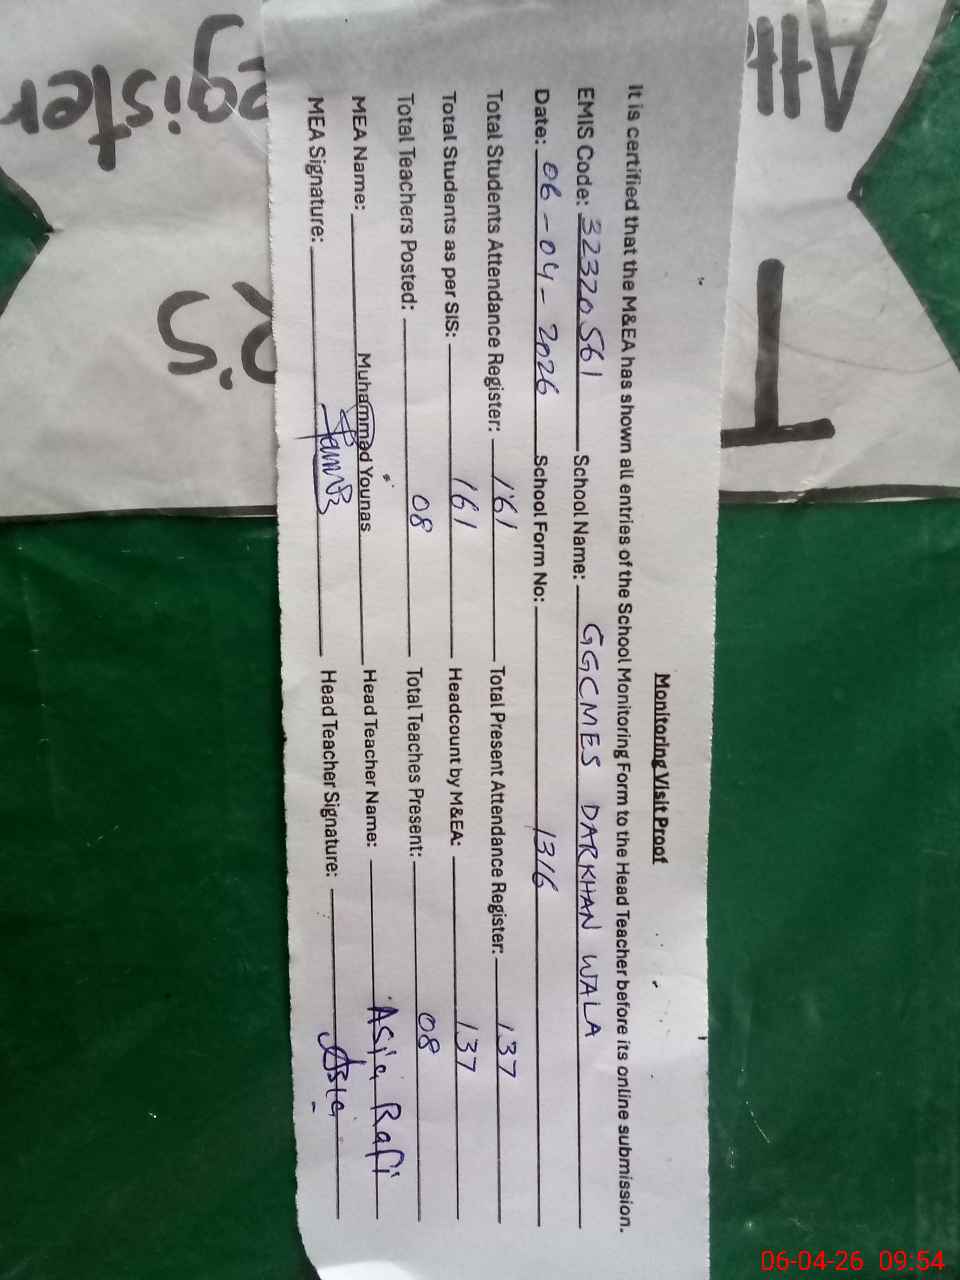 Monitoring Visit Proof
It is certified that the M&EA has shown all entries of the School Monitoring Form to the Head Teacher before its online submission.
EMIS Code: 32320561 School Name: GGCMES DARKHAN WALA
Date: 06-04-2026 School Form No: 1316
Total Students Attendance Register: 161 Total Present Attendance Register: 137
Total Students as per SIS: 161 Headcount by M&EA: 137
Total Teachers Posted: 08 Total Teaches Present: 08
MEA Name: Muhammad Younas Head Teacher Name: Asia Rafi
MEA Signature: Head Teacher Signature: Asia
Att
egister
T
R'S
06-04-26 09:54